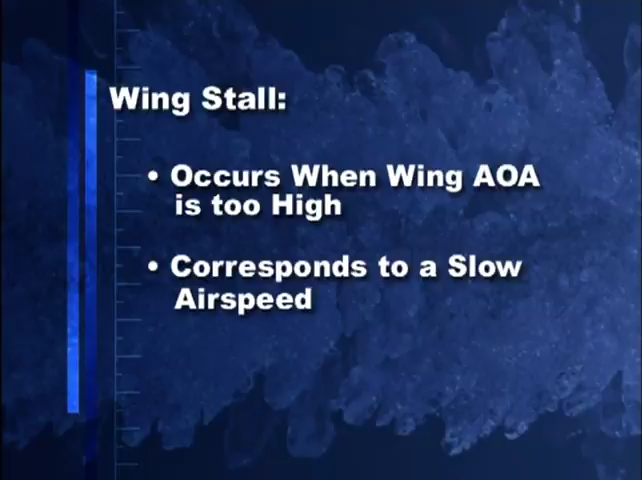 Wing Stall:
• Occurs When Wing AOA
is too High
• Corresponds to a Slow
Airspeed